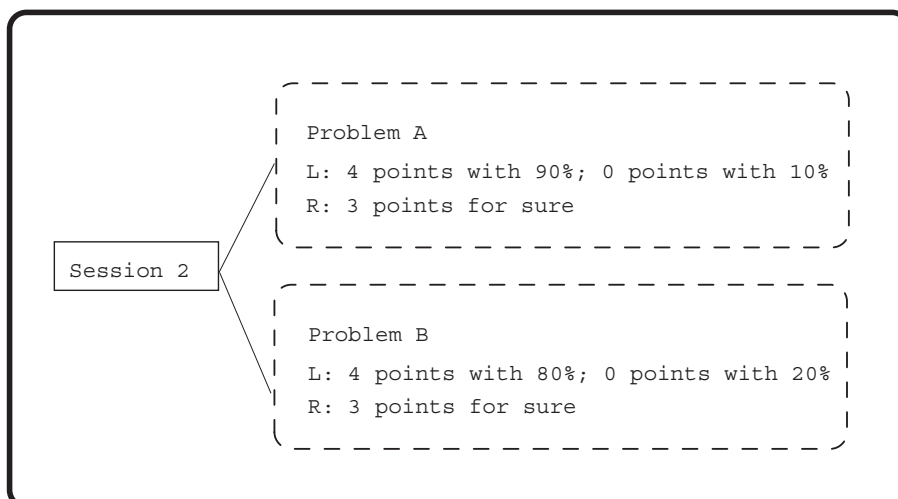 Problem A
L: 4 points with 90%; 0 points with 10%
R: 3 points for sure
Session 2
Problem B
L: 4 points with 80%; 0 points with 20%
R: 3 points for sure